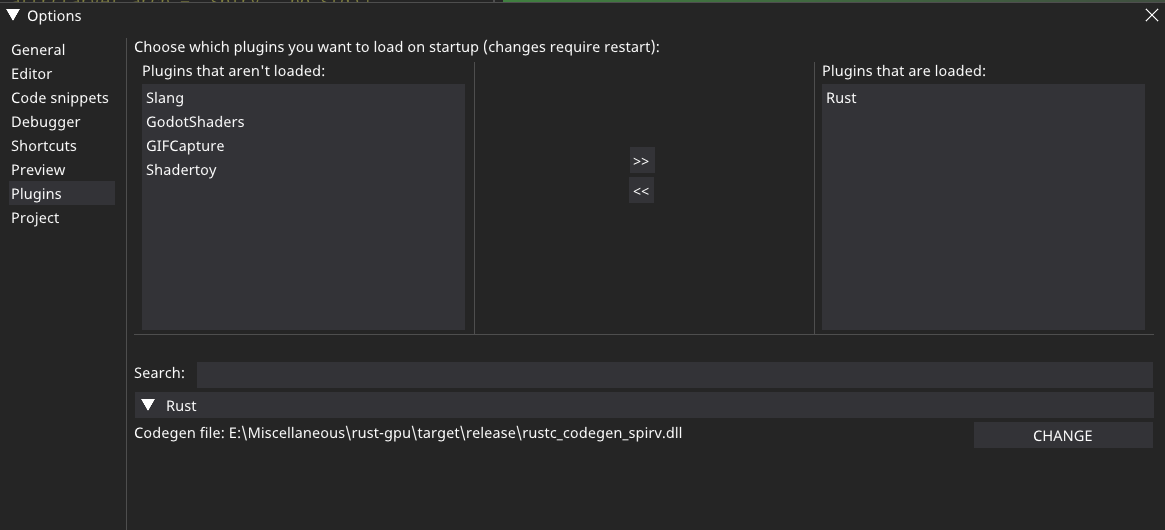 Options
General
Editor
Code snippets
Debugger
Shortcuts
Preview
Plugins
Project
Choose which plugins you want to load on startup (changes require restart):
Plugins that aren't loaded:
Slang
GodotShaders
GIFCapture
Shadertoy
>>
<<
Plugins that are loaded:
Rust
Search:
Rust
Codegen file: E:\Miscellaneous\rust-gpu\target\release\rustc_codegen_spirv.dll
CHANGE